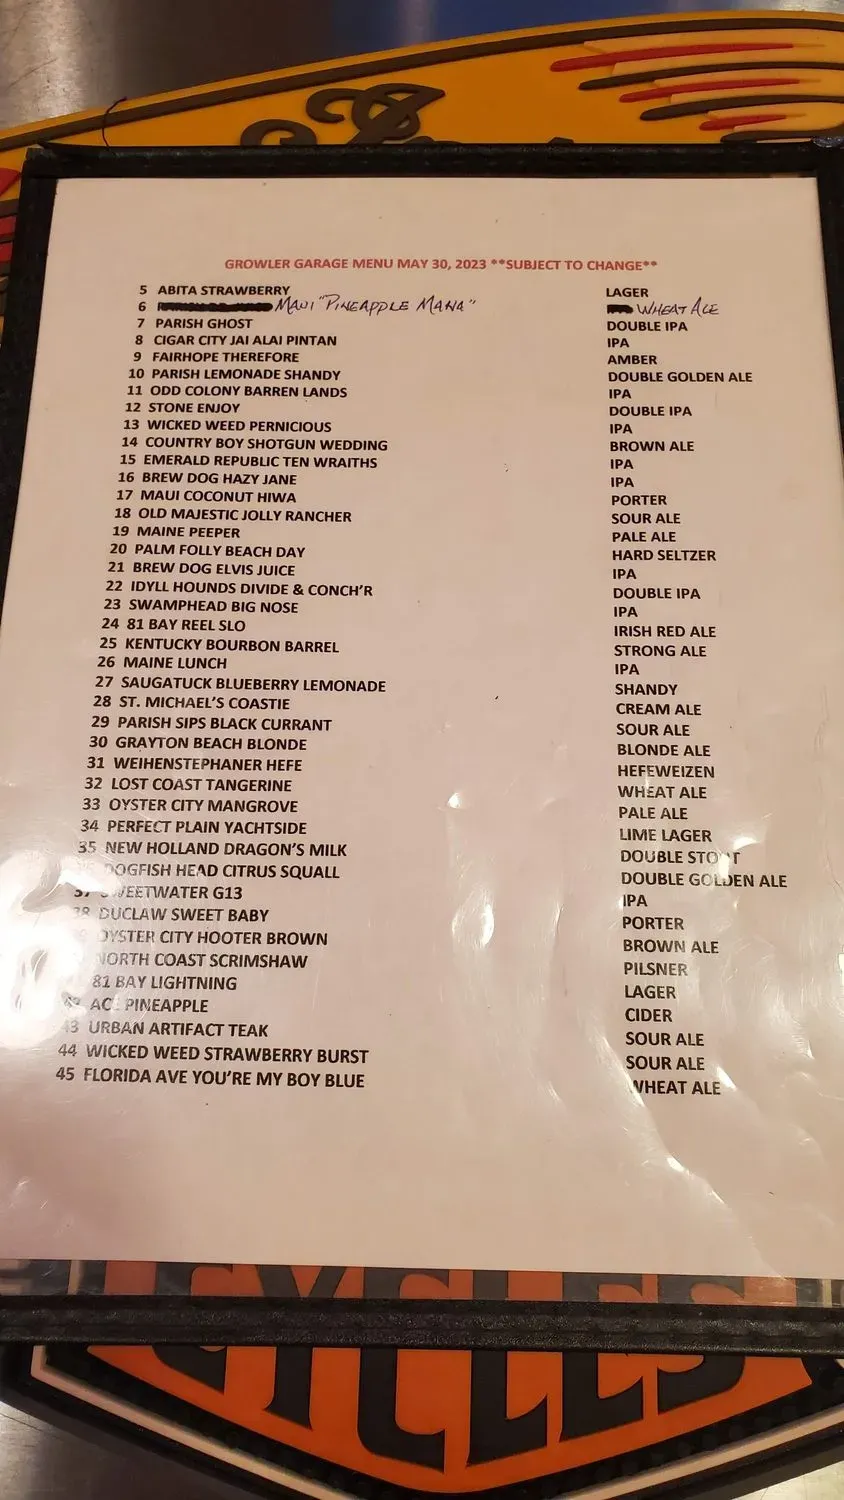 GROWLER GARAGE MENU MAY 30, 2023 **SUBJECT TO CHANGE**
5 ABITA STRAWBERRY LAGER
6 MAUI "PINEAPPLE MANA" WHEAT ALE
7 PARISH GHOST DOUBLE IPA
8 CIGAR CITY JAI ALAI PINTAN IPA
9 FAIRHOPE THEREFORE AMBER
10 PARISH LEMONADE SHANDY DOUBLE GOLDEN ALE
11 ODD COLONY BARREN LANDS IPA
12 STONE ENJOY DOUBLE IPA
13 WICKED WEED PERNICIOUS IPA
14 COUNTRY BOY SHOTGUN WEDDING BROWN ALE
15 EMERALD REPUBLIC TEN WRAITHS IPA
16 BREW DOG HAZY JANE IPA
17 MAUI COCONUT HIWA PORTER
18 OLD MAJESTIC JOLLY RANCHER SOUR ALE
19 MAINE PEEPER PALE ALE
20 PALM FOLLY BEACH DAY HARD SELTZER
21 BREW DOG ELVIS JUICE IPA
22 IDYLL HOUNDS DIVIDE & CONCH'R DOUBLE IPA
23 SWAMPHEAD BIG NOSE IPA
24 81 BAY REEL SLO IRISH RED ALE
25 KENTUCKY BOURBON BARREL STRONG ALE
26 MAINE LUNCH IPA
27 SAUGATUCK BLUEBERRY LEMONADE SHANDY
28 ST. MICHAEL'S COASTIE CREAM ALE
29 PARISH SIPS BLACK CURRANT SOUR ALE
30 GRAYTON BEACH BLONDE BLONDE ALE
31 WEIHENSTEPHANER HEFE HEFEWEIZEN
32 LOST COAST TANGERINE WHEAT ALE
33 OYSTER CITY MANGROVE PALE ALE
34 PERFECT PLAIN YACHTSIDE LIME LAGER
35 NEW HOLLAND DRAGON'S MILK DOUBLE STOUT
DOGFISH HEAD CITRUS SQUALL DOUBLE GOLDEN ALE
37 SWEETWATER G13 IPA
38 DUCLAW SWEET BABY PORTER
OYSTER CITY HOOTER BROWN BROWN ALE
NORTH COAST SCRIMSHAW PILSNER
81 BAY LIGHTNING LAGER
42 ACE PINEAPPLE CIDER
43 URBAN ARTIFACT TEAK SOUR ALE
44 WICKED WEED STRAWBERRY BURST SOUR ALE
45 FLORIDA AVE YOU'RE MY BOY BLUE WHEAT ALE
CYCLES